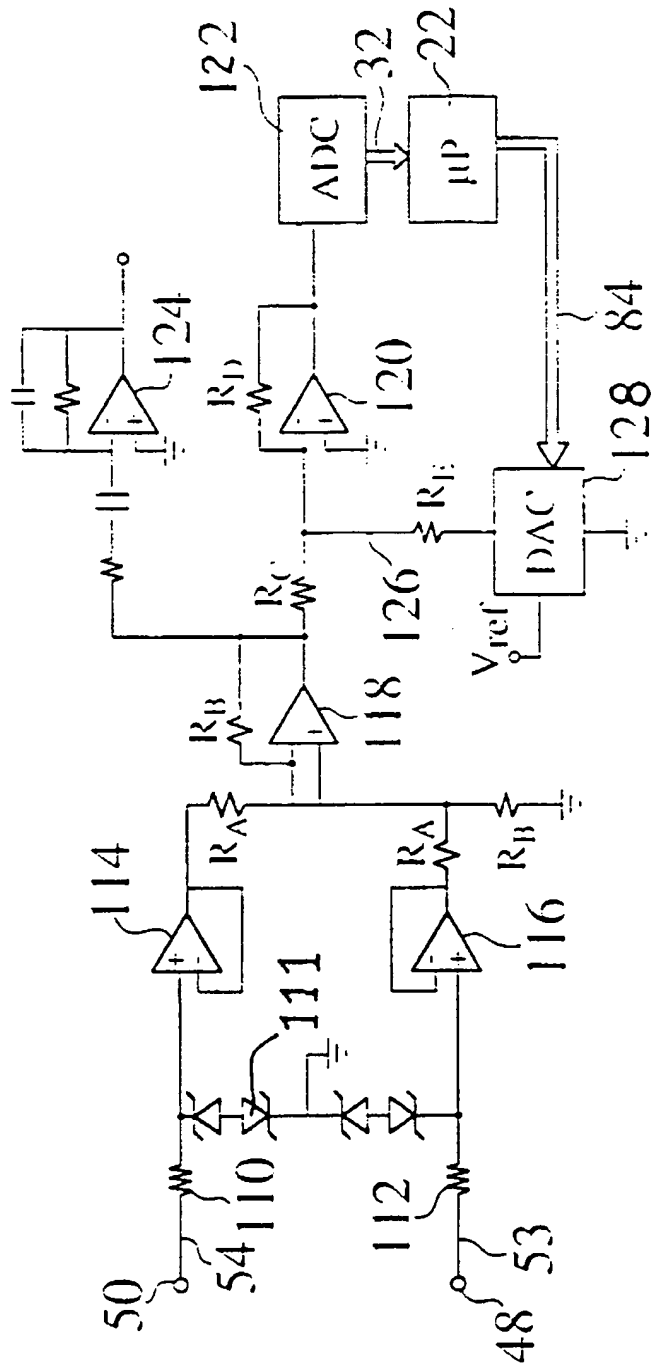 50
54
110
114
111
R_A
R_B
118
R_C
124
R_D
120
ADC
122
32
µP
22
84
DAC
128
R_E
126
V_ref
R_A
R_B
116
112
53
48
+
+